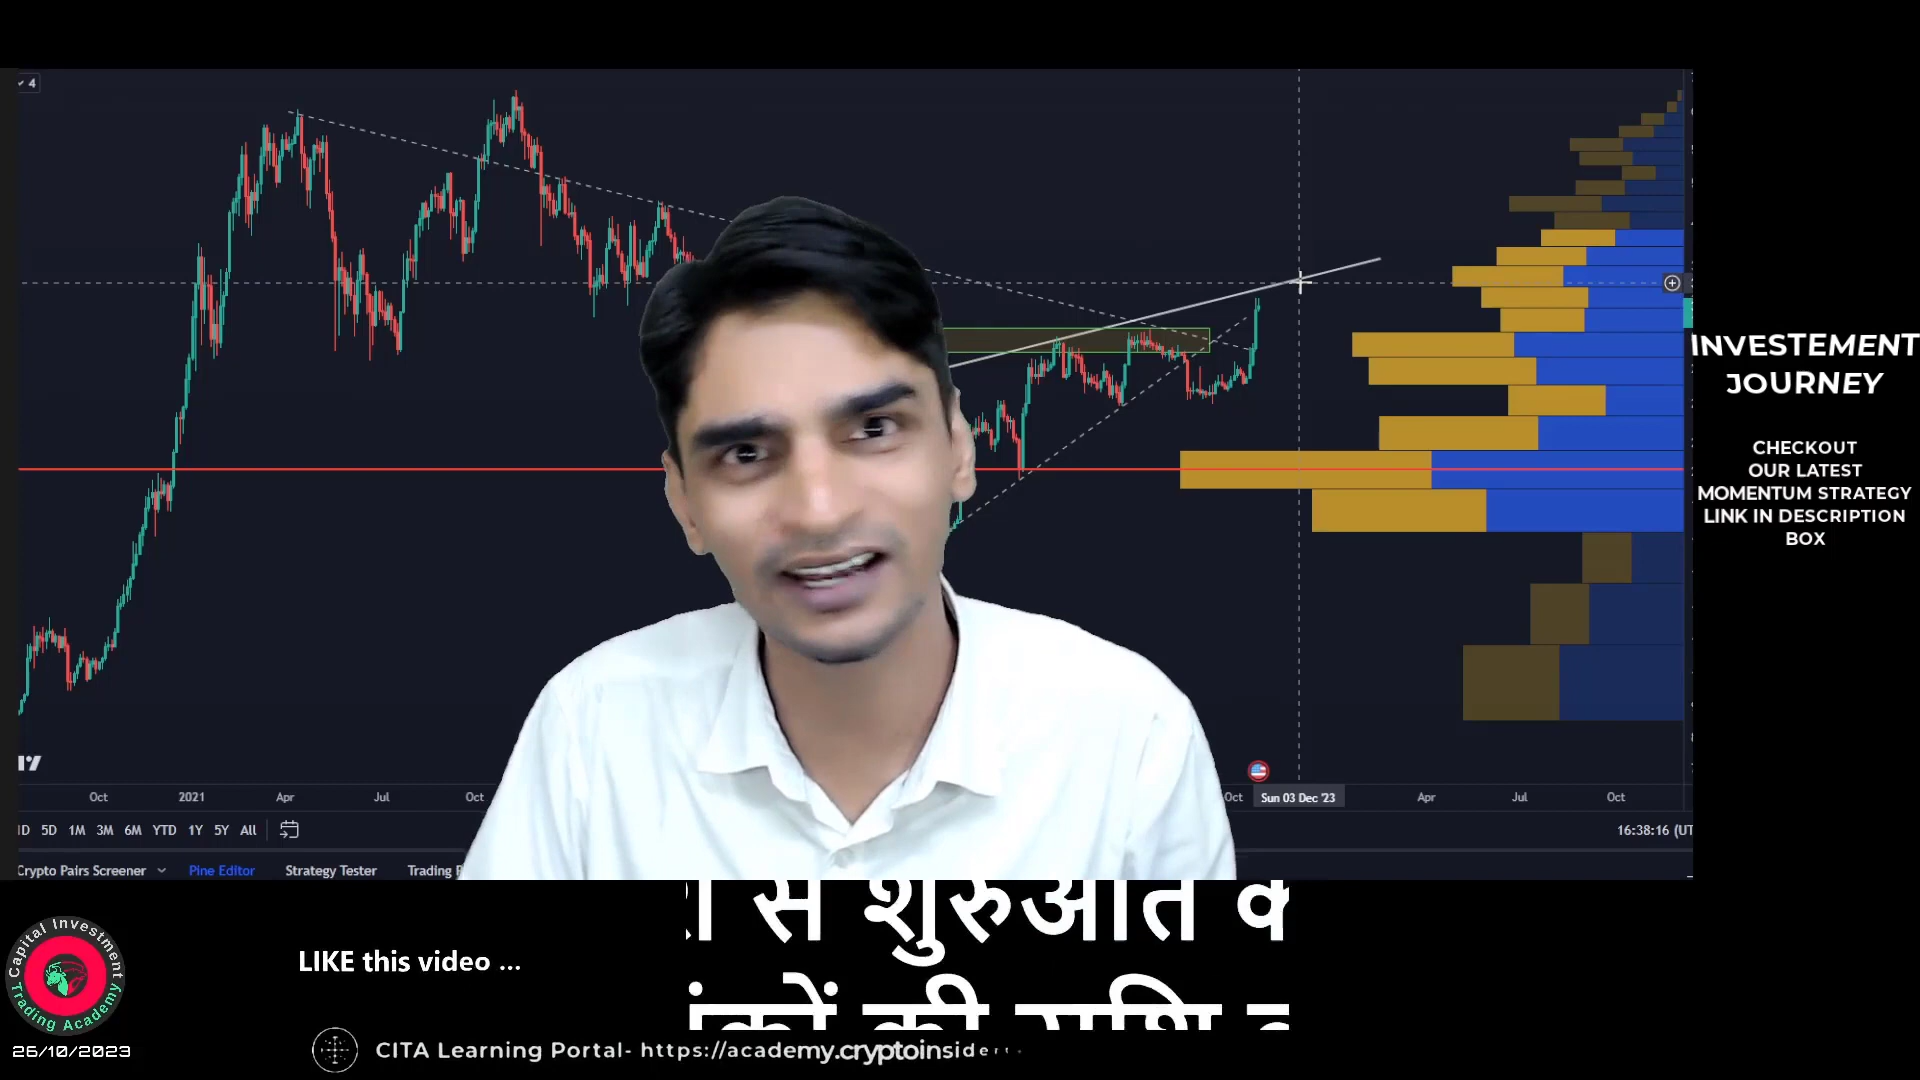 4
INVESTEMENT
JOURNEY
CHECKOUT
OUR LATEST
MOMENTUM STRATEGY
LINK IN DESCRIPTION
BOX
Oct 2021 Apr Jul Oct Oct Sun 03 Dec '23 Apr Jul Oct
5D 1M 3M 6M YTD 1Y 5Y All
16:38:16
Crypto Pairs Screener Pine Editor Strategy Tester Trading
से शुरुआत
Capital Investment
Trading Academy
LIKE this video ...
की राशि
26/10/2023
CITA Learning Portal- https://academy.cryptoinsider